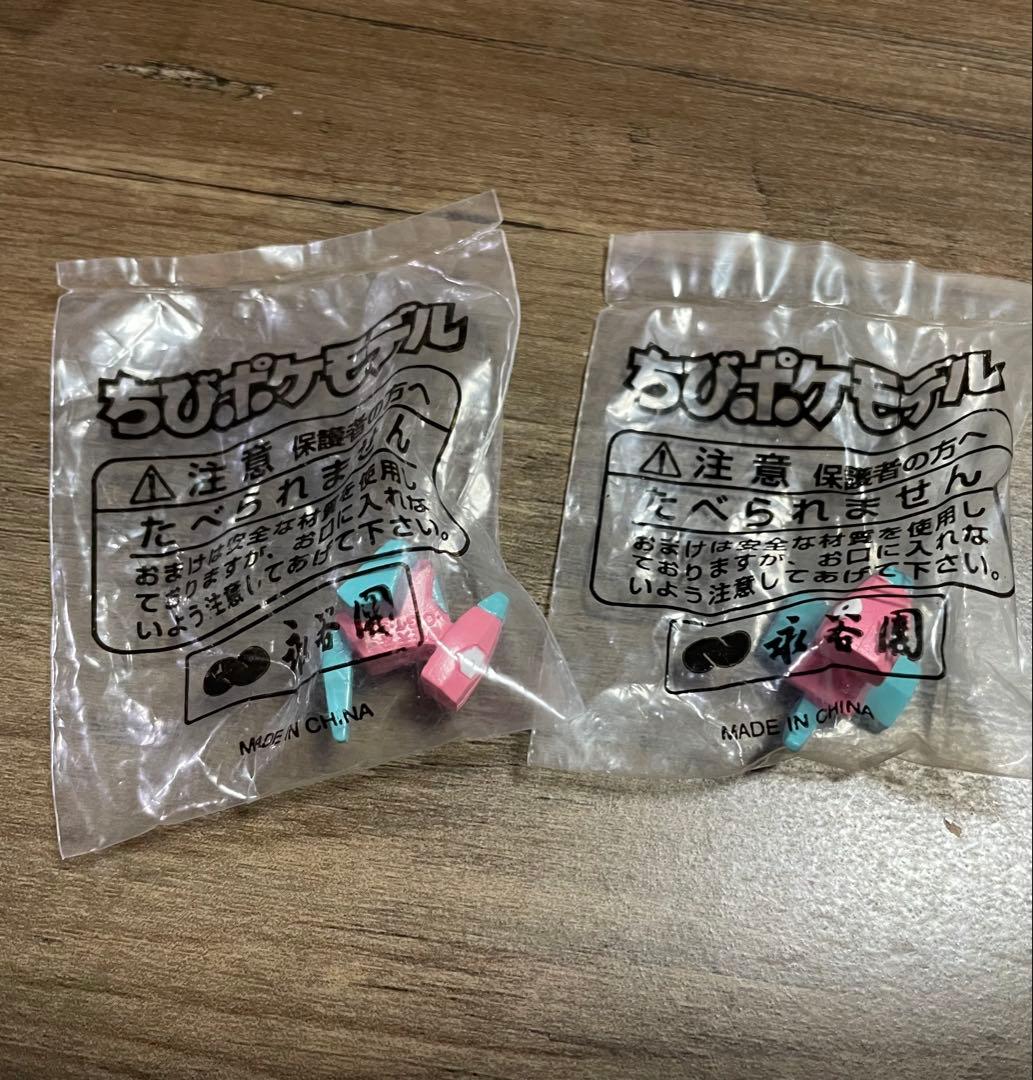 ちびポケモデル
注意 保護者の方へ
たべられません
おまけは安全な材質を使用し
ておりますが、お口に入れな
いよう注意してあげて下さい。
永谷園
MADE IN CHINA
ちびポケモデル
注意 保護者の方へ
たべられません
おまけは安全な材質を使用し
ておりますが、お口に入れな
いよう注意してあげて下さい。
永谷園
MADE IN CHINA